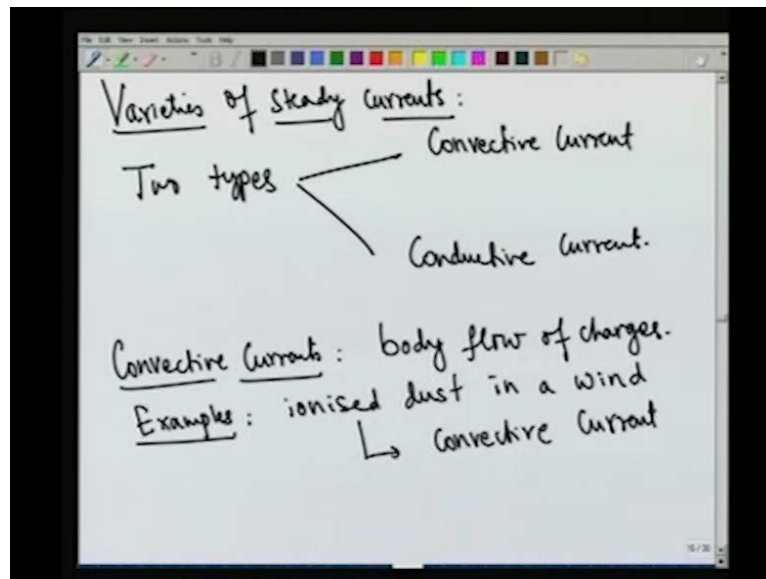 Varieties of Steady Currents:
Two types
Convective Current
Conductive Current.
Convective Currents: body flow of charges.
Examples: ionised dust in a wind
Convective Current